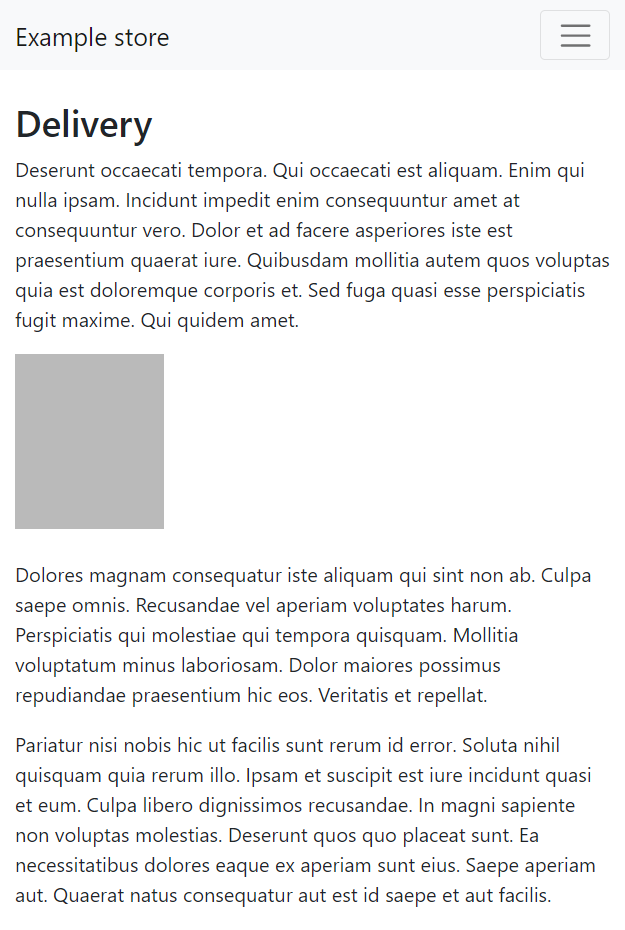 Example store
Delivery
Deserunt occaecati tempora. Qui occaecati est aliquam. Enim qui
nulla ipsam. Incidunt impedit enim consequuntur amet at
consequuntur vero. Dolor et ad facere asperiores iste est
praesentium quaerat iure. Quibusdam mollitia autem quos voluptas
quia est doloremque corporis et. Sed fuga quasi esse perspiciatis
fugit maxime. Qui quidem amet.
Dolores magnam consequatur iste aliquam qui sint non ab. Culpa
saepe omnis. Recusandae vel aperiam voluptates harum.
Perspiciatis qui molestiae qui tempora quisquam. Mollitia
voluptatum minus laboriosam. Dolor maiores possimus
repudiandae praesentium hic eos. Veritatis et repellat.
Pariatur nisi nobis hic ut facilis sunt rerum id error. Soluta nihil
quisquam quia rerum illo. Ipsam et suscipit est iure incidunt quasi
et eum. Culpa libero dignissimos recusandae. In magni sapiente
non voluptas molestias. Deserunt quos quo placeat sunt. Ea
necessitatibus dolores eaque ex aperiam sunt eius. Saepe aperiam
aut. Quaerat natus consequatur aut est id saepe et aut facilis.